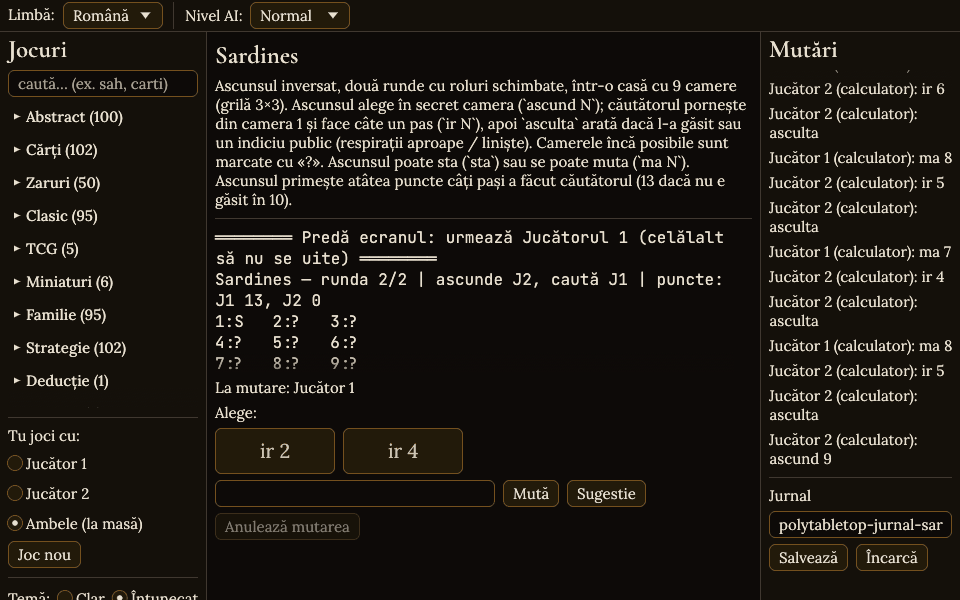 Limbă: Română ▼ Nivel AI: Normal ▼
Jocuri
caută... (ex. sah, carti)
▸ Abstract (100)
▸ Cărți (102)
▸ Zaruri (50)
▸ Clasic (95)
▸ TCG (5)
▸ Miniaturi (6)
▸ Familie (95)
▸ Strategie (102)
▸ Deducție (1)
Tu joci cu:
Jucător 1
Jucător 2
Ambele (la masă)
Joc nou
Temă: Clar Întunecat
Sardines
Ascunsul inversat, două runde cu roluri schimbate, într-o casă cu 9 camere
(grilă 3×3). Ascunsul alege în secret camera (`ascund N`); căutătorul pornește
din camera 1 și face câte un pas (`ir N`), apoi `asculta` arată dacă l-a găsit sau
un indiciu public (respirații aproape / liniște). Camerele încă posibile sunt
marcate cu «?». Ascunsul poate sta (`sta`) sau se poate muta (`ma N`).
Ascunsul primește atâtea puncte câți pași a făcut căutătorul (13 dacă nu e
găsit în 10).
════════ Predă ecranul: urmează Jucătorul 1 (celălalt
să nu se uite) ════════
Sardines — runda 2/2 | ascunde J2, caută J1 | puncte:
J1 13, J2 0
1:S 2:? 3:?
4:? 5:? 6:?
7:? 8:? 9:?
La mutare: Jucător 1
Alege:
ir 2 ir 4
Mută Sugestie
Anulează mutarea
Mutări
Jucător 2 (calculator): ir 6
Jucător 2 (calculator):
asculta
Jucător 1 (calculator): ma 8
Jucător 2 (calculator): ir 5
Jucător 2 (calculator):
asculta
Jucător 1 (calculator): ma 7
Jucător 2 (calculator): ir 4
Jucător 2 (calculator):
asculta
Jucător 1 (calculator): ma 8
Jucător 2 (calculator): ir 5
Jucător 2 (calculator):
asculta
Jucător 2 (calculator):
ascund 9
Jurnal
polytabletop-jurnal-sar
Salvează Încarcă